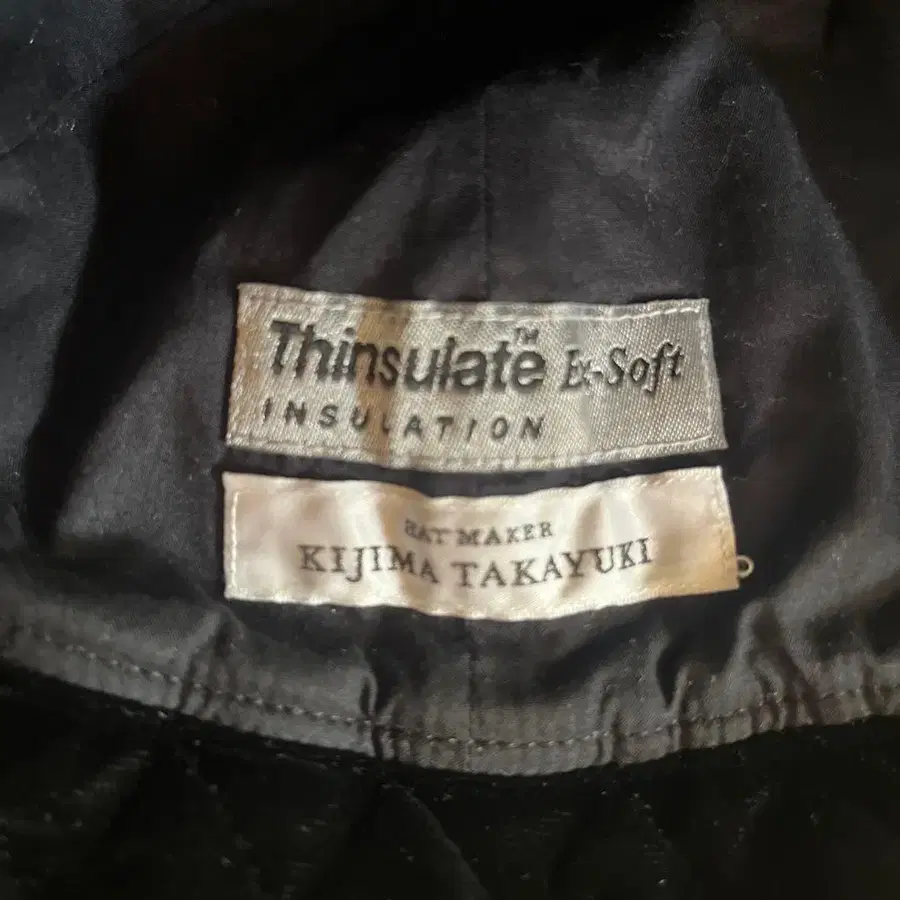 Thinsulate™ Ex-Soft
INSULATION
HAT MAKER
KIJIMA TAKAYUKI